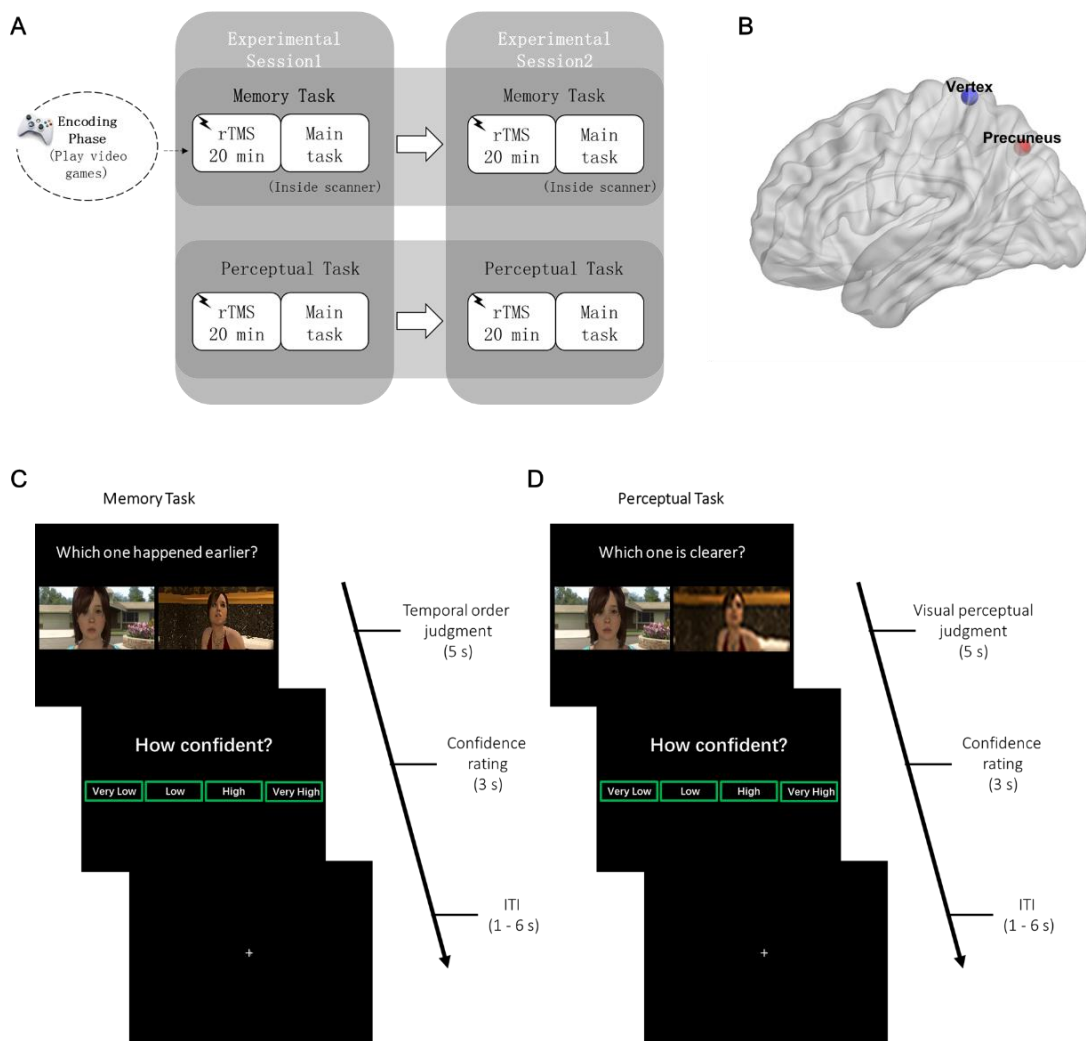 A
Experimental
Session1
Experimental
Session2
Encoding
Phase
(Play video
games)
Memory Task
rTMS
20 min
Main
task
(Inside scanner)
Memory Task
rTMS
20 min
Main
task
(Inside scanner)
Perceptual Task
rTMS
20 min
Main
task
Perceptual Task
rTMS
20 min
Main
task
B
Vertex
Precuneus
C
Memory Task
Which one happened earlier?
Temporal order
judgment
(5 s)
How confident?
Very Low Low High Very High
Confidence
rating
(3 s)
ITI
(1 - 6 s)
+
D
Perceptual Task
Which one is clearer?
Visual perceptual
judgment
(5 s)
How confident?
Very Low Low High Very High
Confidence
rating
(3 s)
ITI
(1 - 6 s)
+